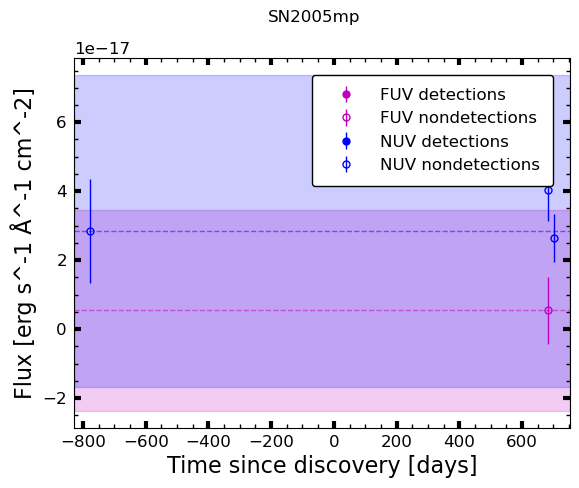 SN2005mp
1e−17
FUV detections
FUV nondetections
NUV detections
NUV nondetections
6
4
2
0
−2
Flux [erg s^-1 Å^-1 cm^-2]
−800 −600 −400 −200 0 200 400 600
Time since discovery [days]